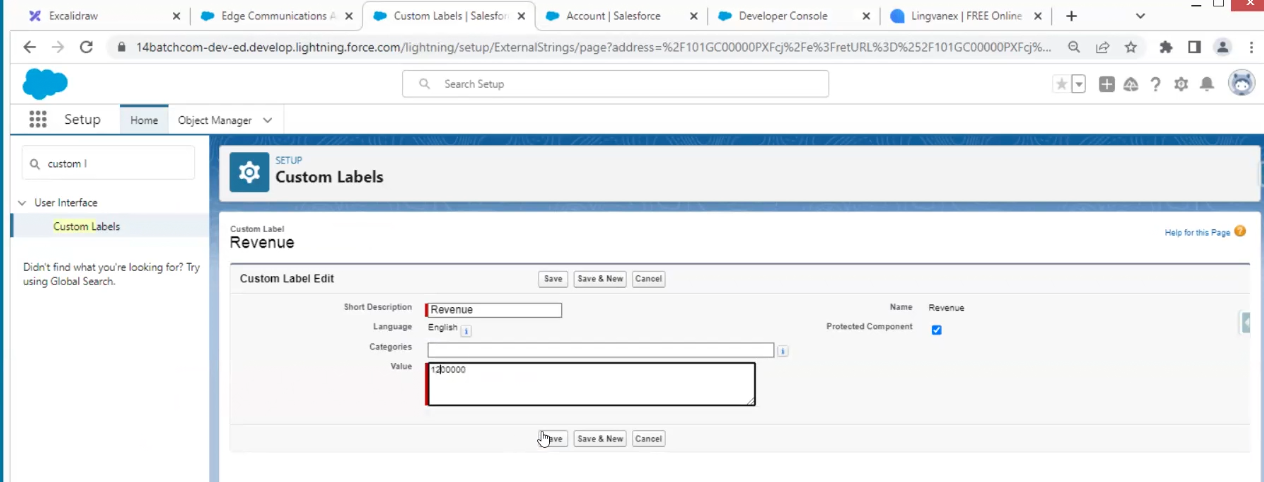 Excalidraw
Edge Communications
Custom Labels | Salesfor
Account | Salesforce
Developer Console
Lingvanex | FREE Online
14batchcom-dev-ed.develop.lightning.force.com/lightning/setup/ExternalStrings/page?address=%2F101GC00000PXFcj%2Fe%3FretURL%3D%252F101GC00000PXFcj%...
Search Setup
Setup
Home
Object Manager
custom l
User Interface
Custom Labels
Didn't find what you're looking for? Try
using Global Search.
SETUP
Custom Labels
Custom Label
Revenue
Help for this Page
Custom Label Edit
Save
Save & New
Cancel
Short Description
Revenue
Name
Revenue
Language
English
Protected Component
Categories
Value
1200000
Save
Save & New
Cancel